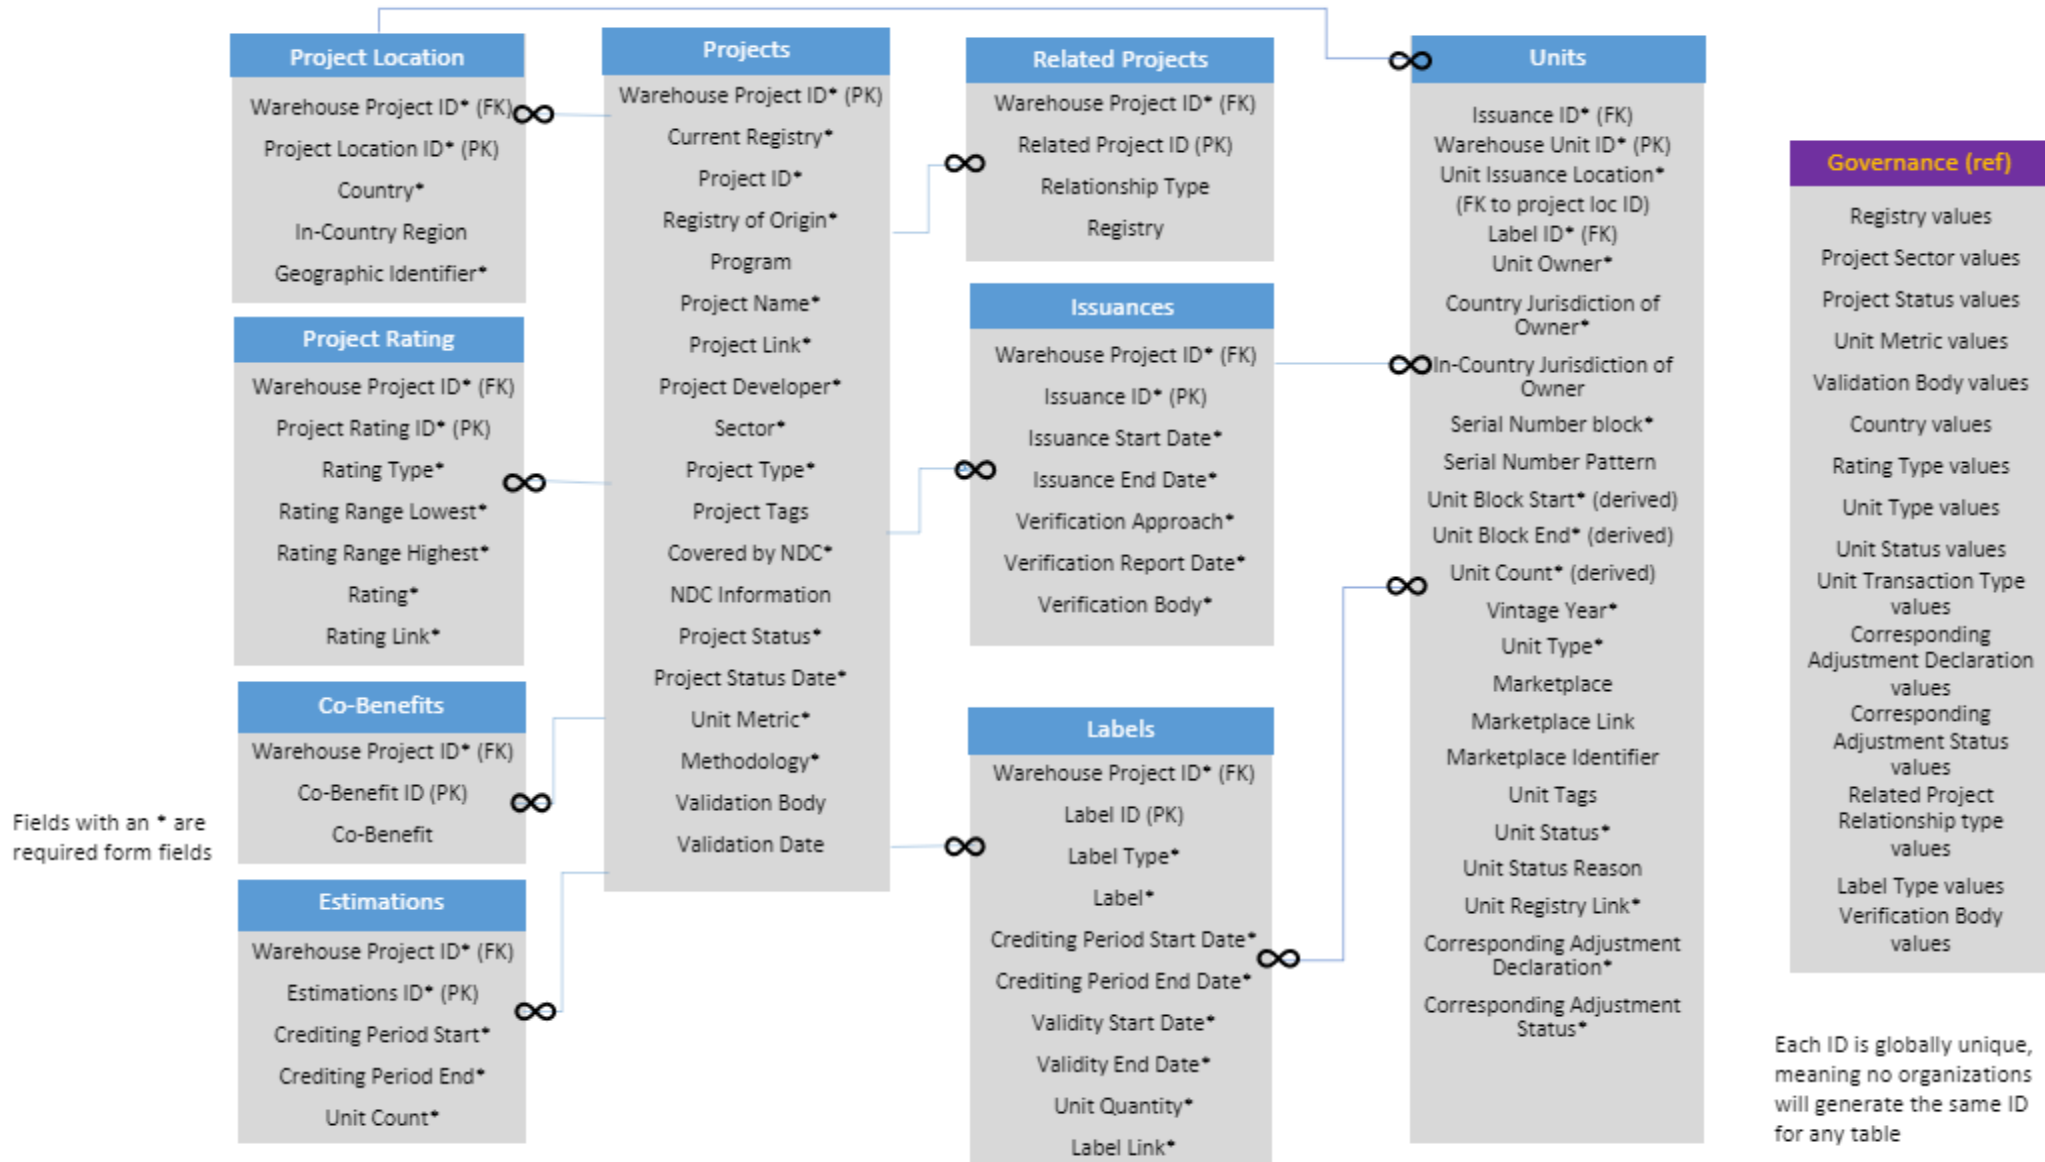 Project Location
Warehouse Project ID* (FK)
Project Location ID* (PK)
Country*
In-Country Region
Geographic Identifier*
Project Rating
Warehouse Project ID* (FK)
Project Rating ID* (PK)
Rating Type*
Rating Range Lowest*
Rating Range Highest*
Rating*
Rating Link*
Co-Benefits
Warehouse Project ID* (FK)
Co-Benefit ID (PK)
Co-Benefit
Estimations
Warehouse Project ID* (FK)
Estimations ID* (PK)
Crediting Period Start*
Crediting Period End*
Unit Count*
Fields with an * are
required form fields
Projects
Warehouse Project ID* (PK)
Current Registry*
Project ID*
Registry of Origin*
Program
Project Name*
Project Link*
Project Developer*
Sector*
Project Type*
Project Tags
Covered by NDC*
NDC Information
Project Status*
Project Status Date*
Unit Metric*
Methodology*
Validation Body
Validation Date
Related Projects
Warehouse Project ID* (FK)
Related Project ID (PK)
Relationship Type
Registry
Issuances
Warehouse Project ID* (FK)
Issuance ID* (PK)
Issuance Start Date*
Issuance End Date*
Verification Approach*
Verification Report Date*
Verification Body*
Labels
Warehouse Project ID* (FK)
Label ID (PK)
Label Type*
Label*
Crediting Period Start Date*
Crediting Period End Date*
Validity Start Date*
Validity End Date*
Unit Quantity*
Label Link*
Units
Issuance ID* (FK)
Warehouse Unit ID* (PK)
Unit Issuance Location*
(FK to project loc ID)
Label ID* (FK)
Unit Owner*
Country Jurisdiction of
Owner*
In-Country Jurisdiction of
Owner
Serial Number block*
Serial Number Pattern
Unit Block Start* (derived)
Unit Block End* (derived)
Unit Count* (derived)
Vintage Year*
Unit Type*
Marketplace
Marketplace Link
Marketplace Identifier
Unit Tags
Unit Status*
Unit Status Reason
Unit Registry Link*
Corresponding Adjustment
Declaration*
Corresponding Adjustment
Status*
Governance (ref)
Registry values
Project Sector values
Project Status values
Unit Metric values
Validation Body values
Country values
Rating Type values
Unit Type values
Unit Status values
Unit Transaction Type
values
Corresponding
Adjustment Declaration
values
Corresponding
Adjustment Status
values
Related Project
Relationship type
values
Label Type values
Verification Body
values
Each ID is globally unique,
meaning no organizations
will generate the same ID
for any table